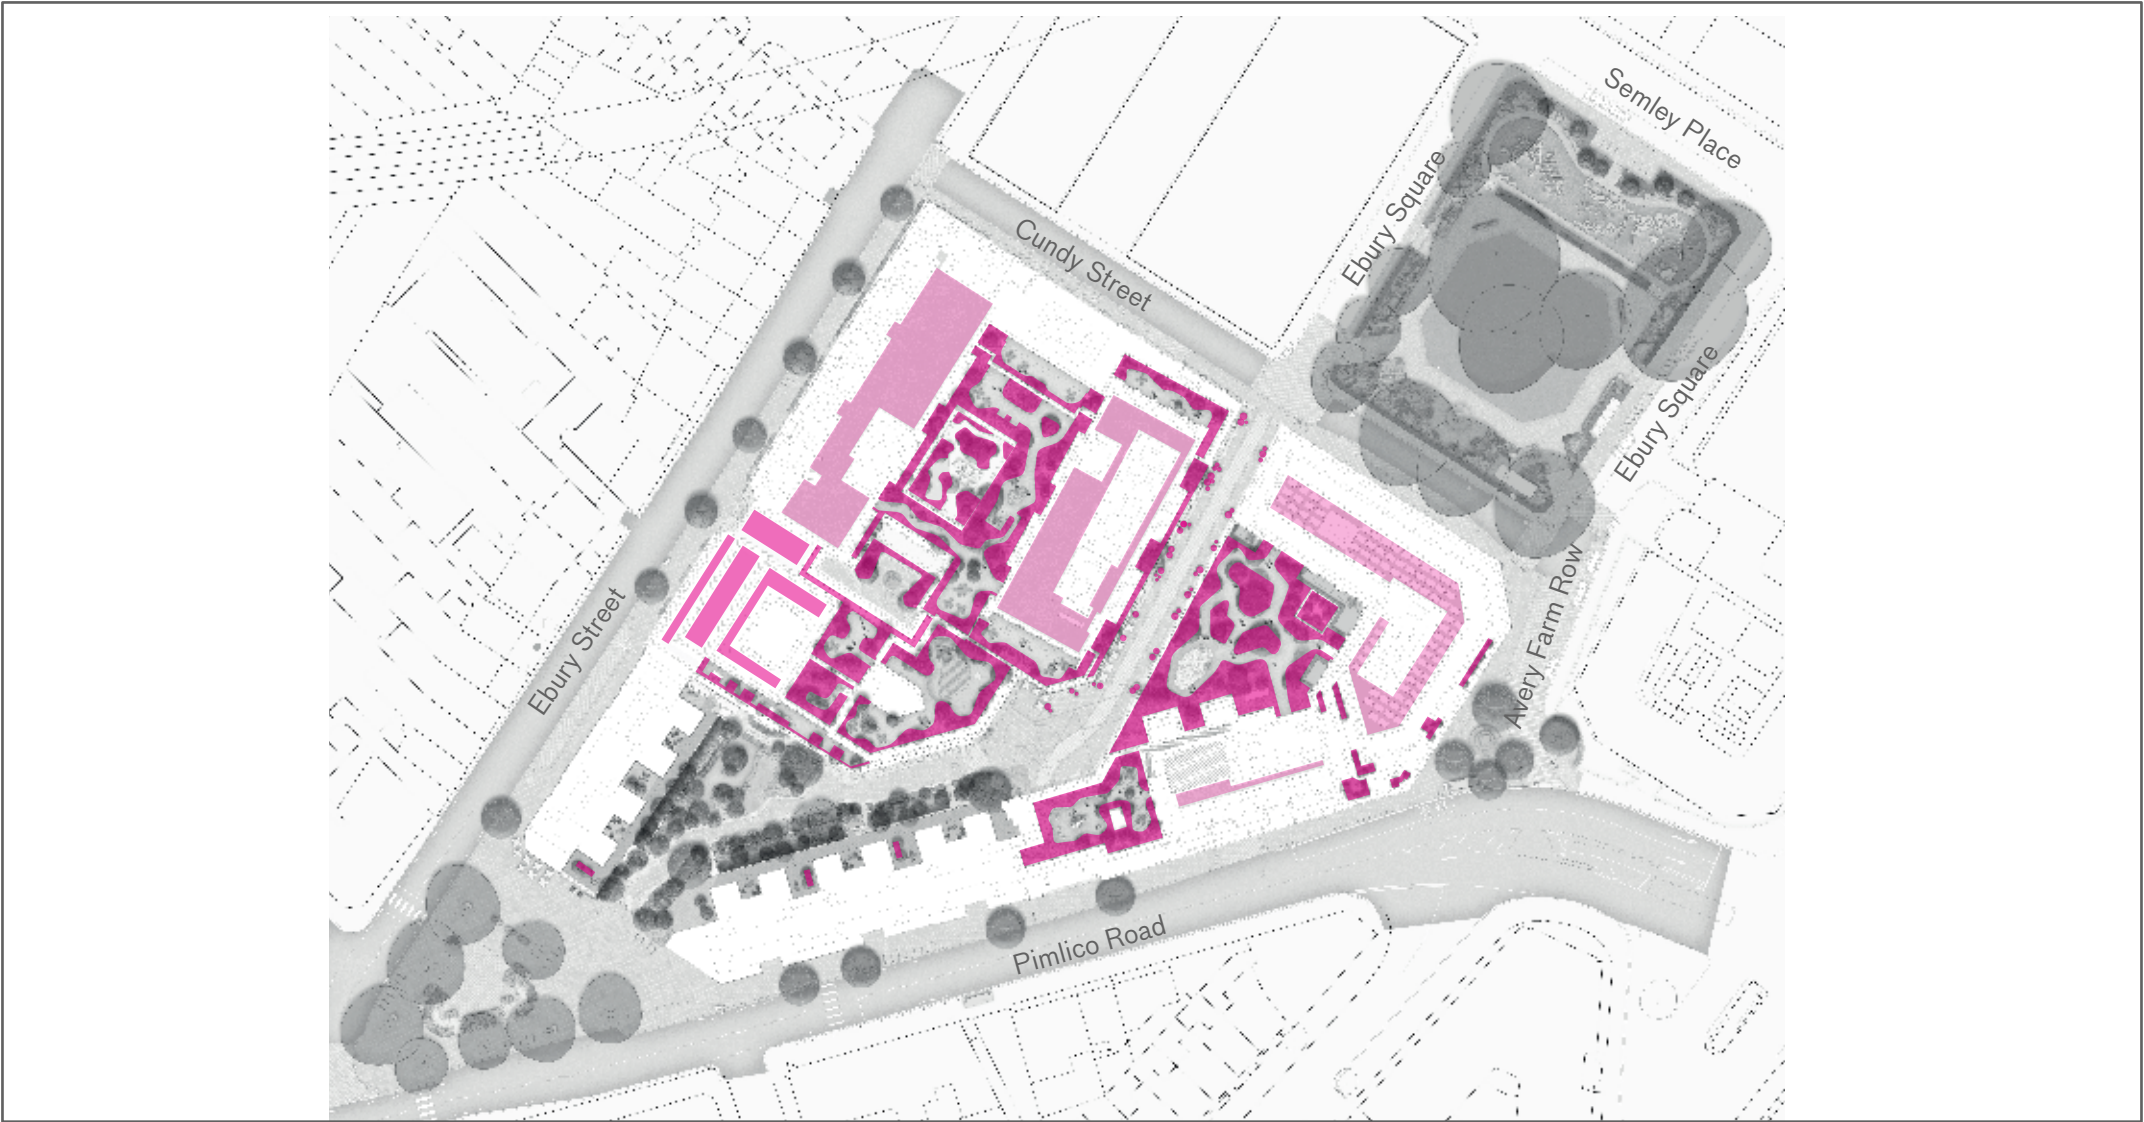 Semley Place
Ebury Square
Cundy Street
Ebury Square
Avery Farm Row
Ebury Street
Pimlico Road